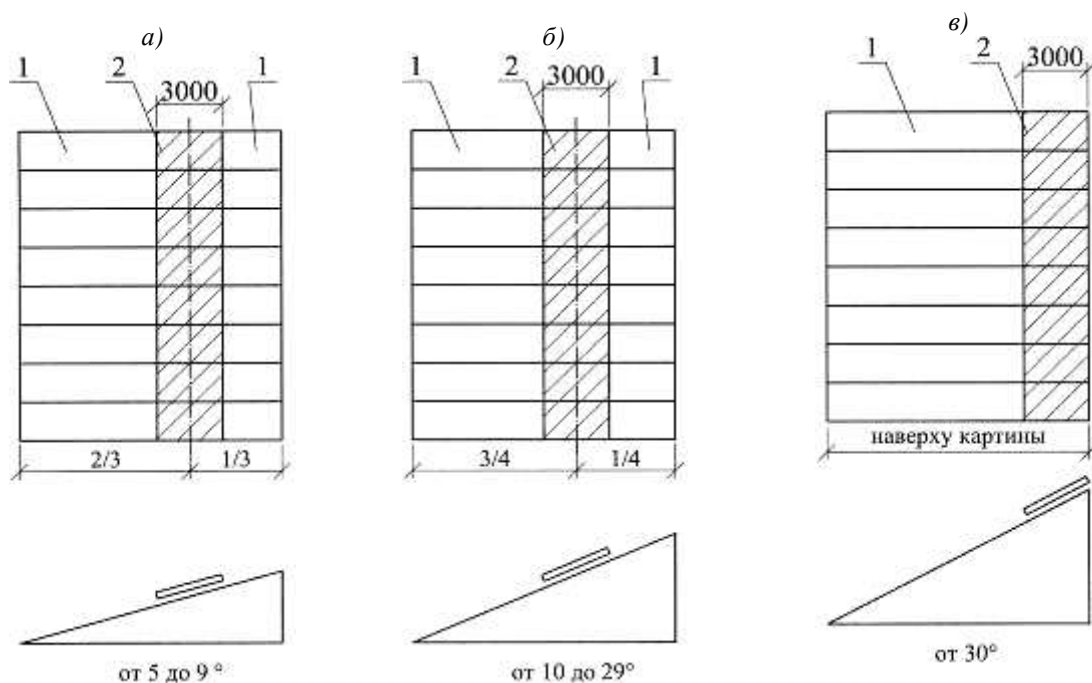 а)
1 2 3000 1
2/3 1/3
от 5 до 9 °
б)
1 2 3000 1
3/4 1/4
от 10 до 29°
в)
1 2 3000
наверху картины
от 30°